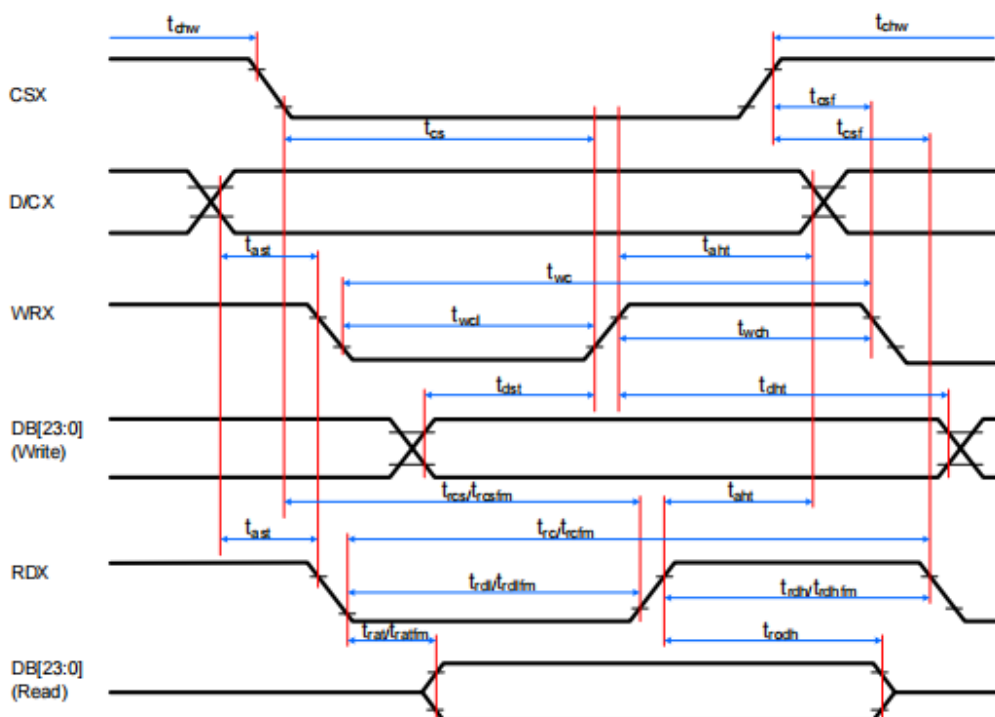 tchw tchw
CSX
tcsf
tcs tcsf
D/CX
tast taht
twc
WRX
twcl twch
tdst tdht
DB[23:0]
(Write)
trcs/trcsfm taht
tast trc/trcfm
RDX
trdl/trdlfm trdh/trdhfm
trat/tratfm trodh
DB[23:0]
(Read)